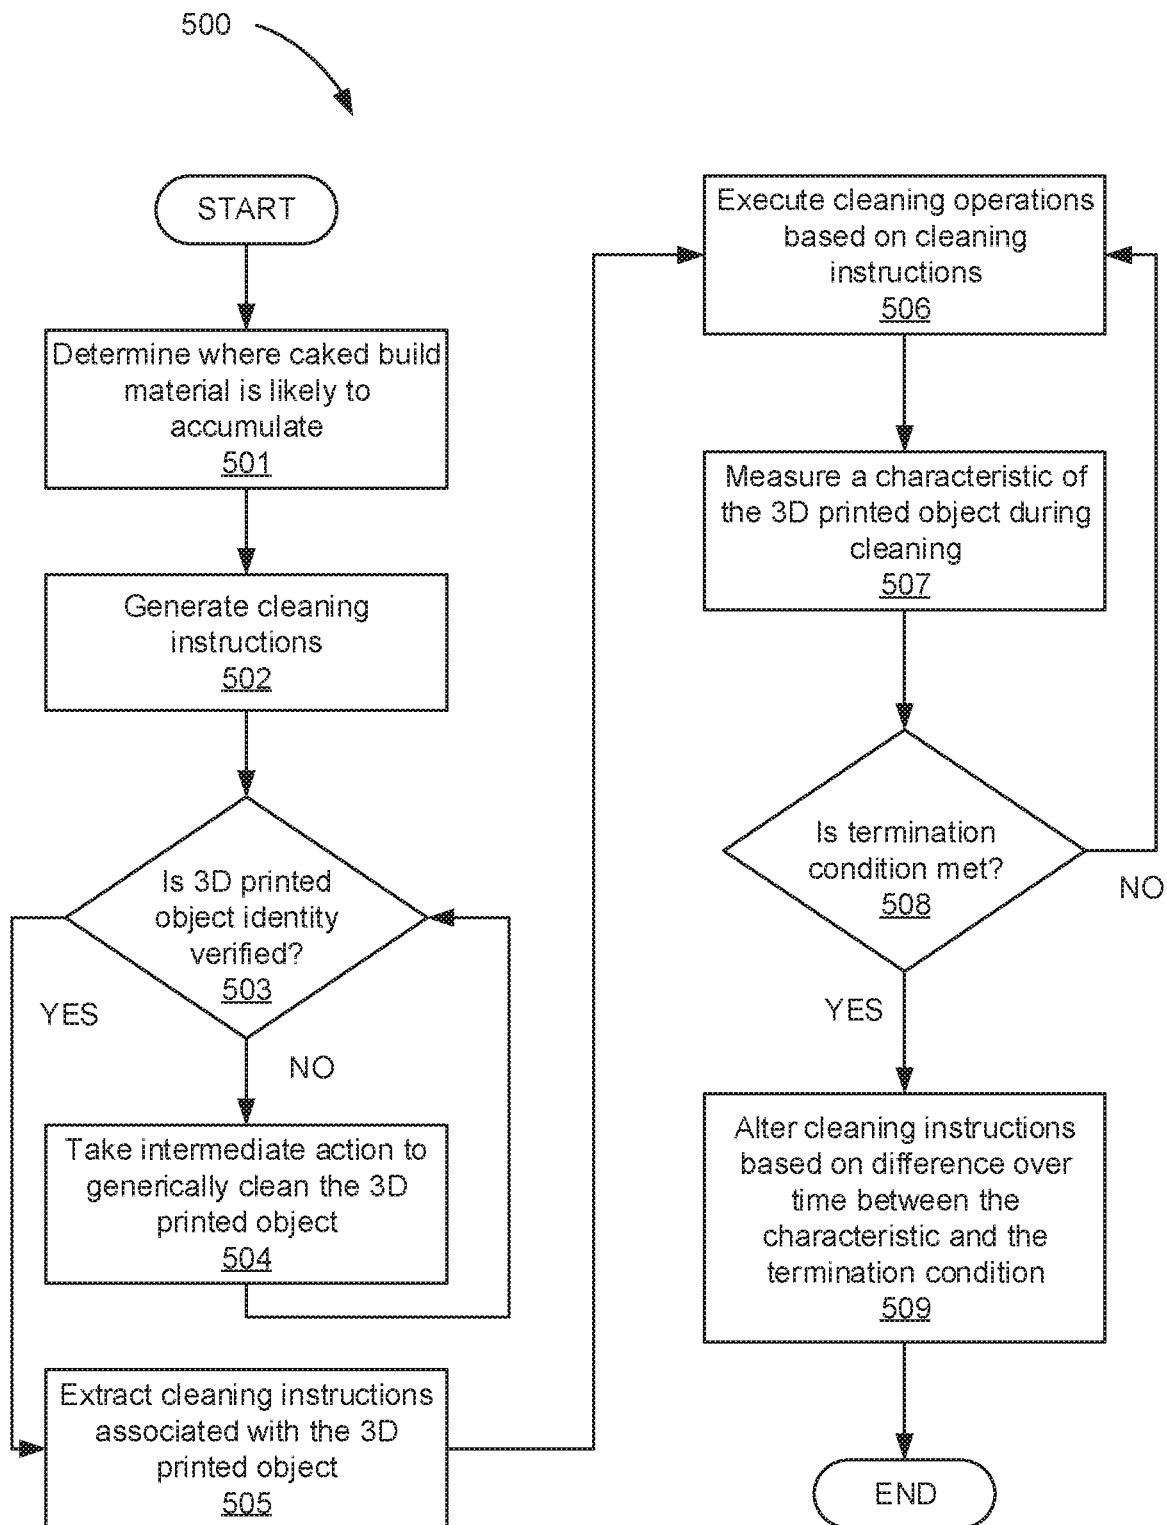 500
START
Determine where caked build
material is likely to
accumulate
501
Generate cleaning
instructions
502
Is 3D printed
object identity
verified?
503
YES
NO
Take intermediate action to
generically clean the 3D
printed object
504
Extract cleaning instructions
associated with the 3D
printed object
505
Execute cleaning operations
based on cleaning
instructions
506
Measure a characteristic of
the 3D printed object during
cleaning
507
Is termination
condition met?
508
NO
YES
Alter cleaning instructions
based on difference over
time between the
characteristic and the
termination condition
509
END